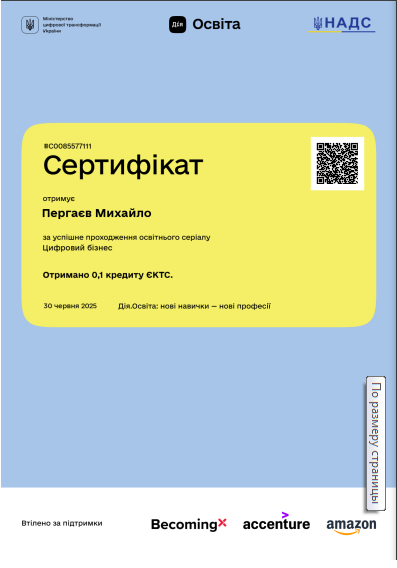 Міністерство
цифрової трансформації
України
Дія
Освіта
НАДС
#C0085577111
Сертифікат
отримує
Пергаєв Михайло
за успішне проходження освітнього серіалу
Цифровий бізнес
Отримано 0,1 кредиту ЄКТС.
30 червня 2025
Дія.Освіта: нові навички — нові професії
По размеру страницы
Втілено за підтримки
BecomingX
accenture
amazon